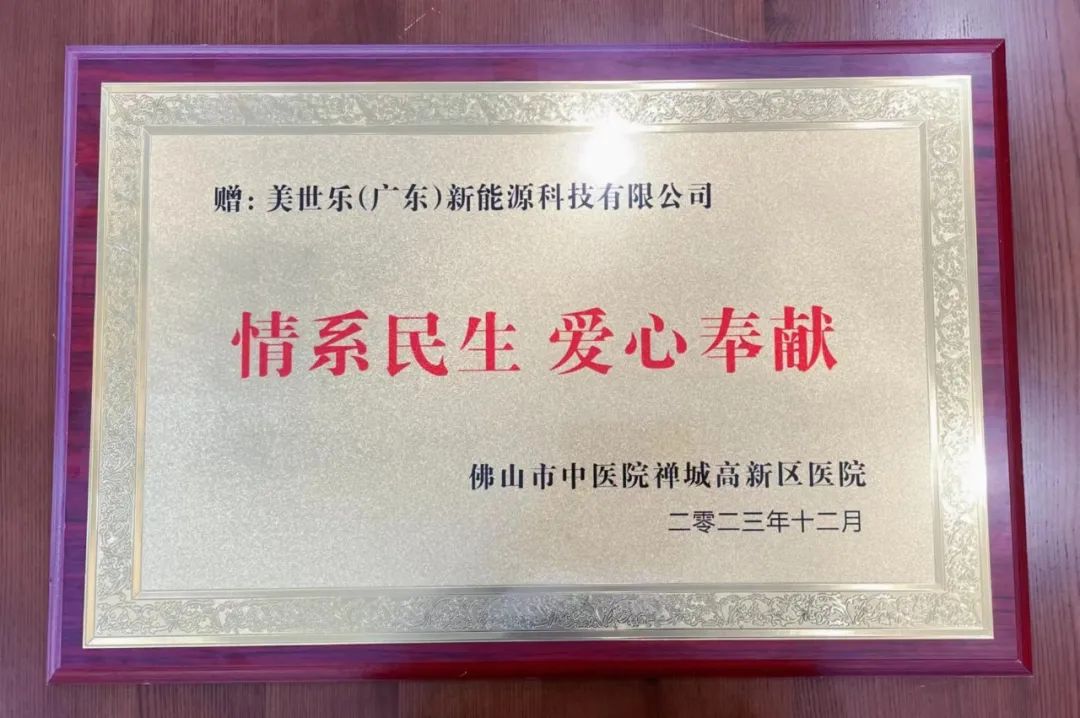 赠：美世乐(广东)新能源科技有限公司
情系民生 爱心奉献
佛山市中医院禅城高新区医院
二零二三年十二月